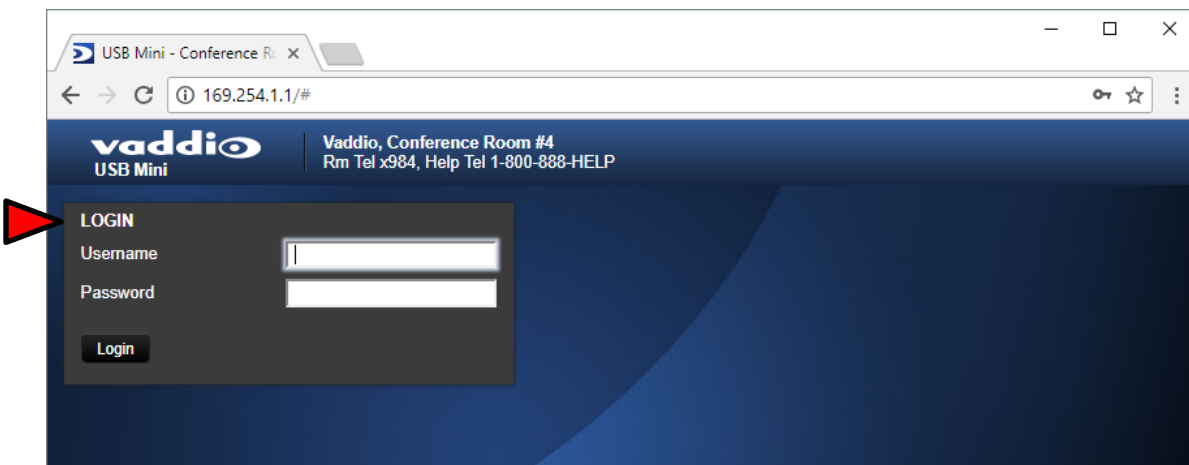 USB Mini - Conference Ro
169.254.1.1/#
vaddio
USB Mini
Vaddio, Conference Room #4
Rm Tel x984, Help Tel 1-800-888-HELP
LOGIN
Username
Password
Login